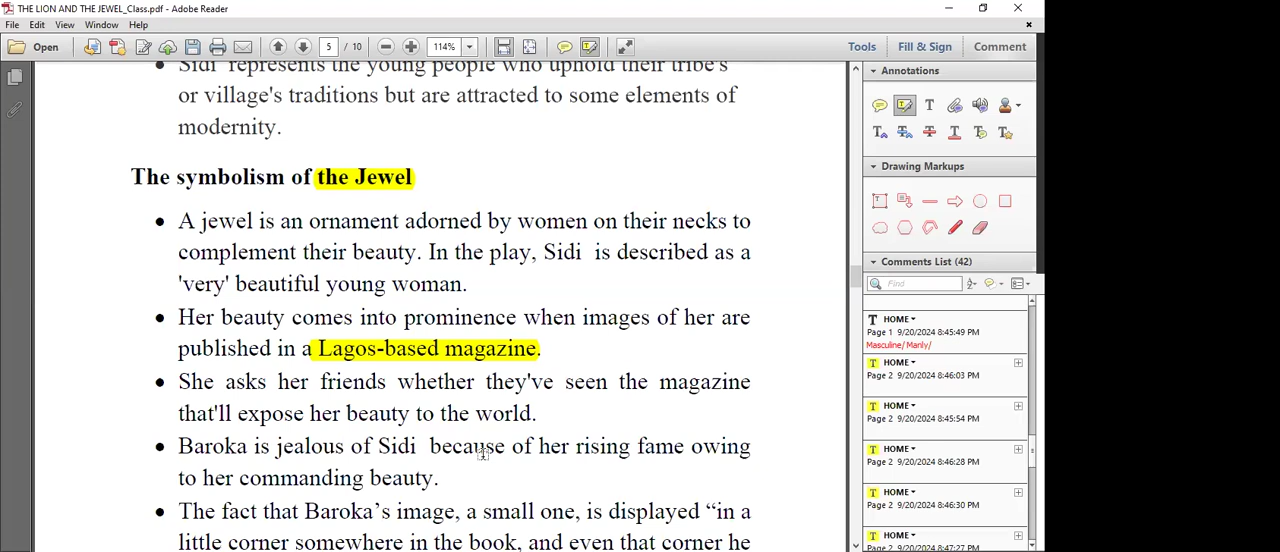 THE LION AND THE JEWEL_Class.pdf - Adobe Reader
File Edit View Window Help
Open 5 / 10 114% Tools Fill & Sign Comment
Sidi represents the young people who uphold their tribe's
or village's traditions but are attracted to some elements of
modernity.
The symbolism of the Jewel
• A jewel is an ornament adorned by women on their necks to
complement their beauty. In the play, Sidi is described as a
'very' beautiful young woman.
• Her beauty comes into prominence when images of her are
published in a Lagos-based magazine.
• She asks her friends whether they've seen the magazine
that'll expose her beauty to the world.
• Baroka is jealous of Sidi because of her rising fame owing
to her commanding beauty.
• The fact that Baroka’s image, a small one, is displayed “in a
little corner somewhere in the book, and even that corner he
Annotations
Drawing Markups
Comments List (42)
Find
HOME
Page 1 9/20/2024 8:45:49 PM
Masculine/ Manly/
HOME
Page 2 9/20/2024 8:46:03 PM
HOME
Page 2 9/20/2024 8:45:54 PM
HOME
Page 2 9/20/2024 8:46:28 PM
HOME
Page 2 9/20/2024 8:46:30 PM
HOME
Page 2 9/20/2024 8:47:27 PM